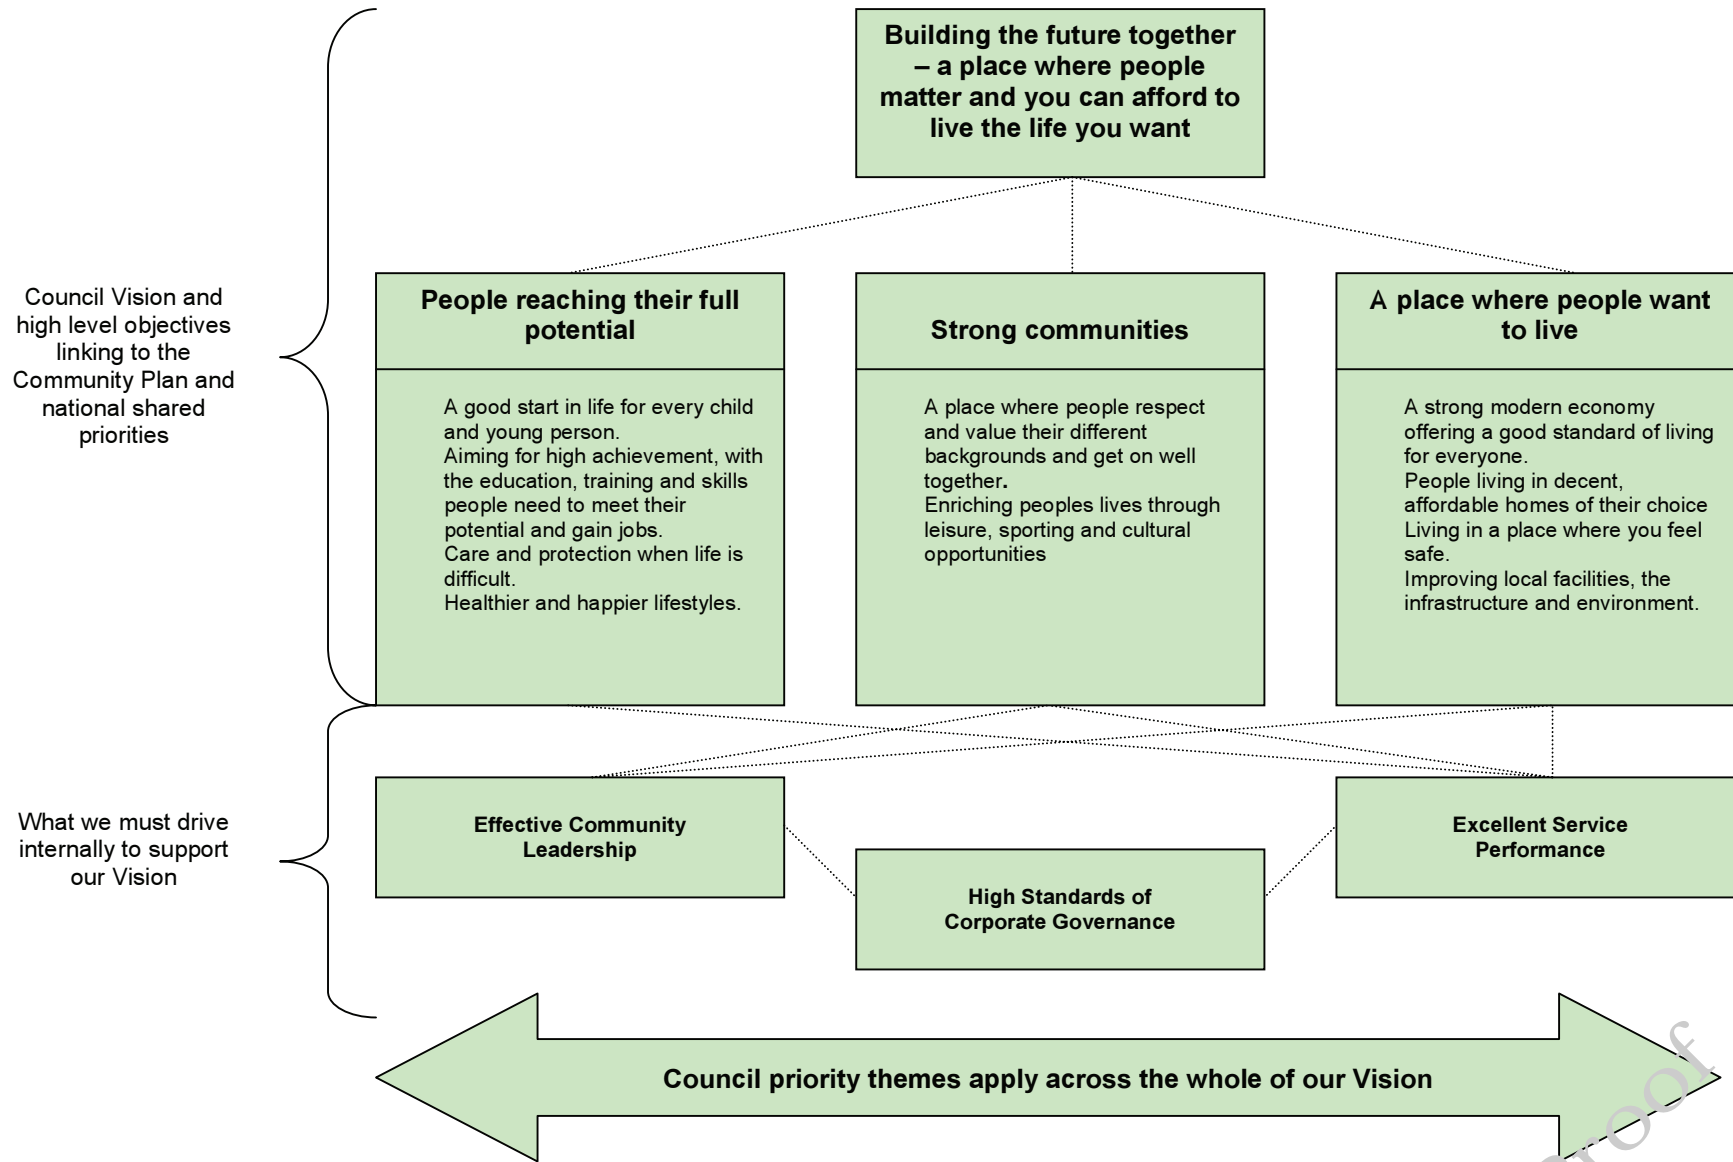 Building the future together
– a place where people
matter and you can afford to
live the life you want
Council Vision and
high level objectives
linking to the
Community Plan and
national shared
priorities
People reaching their full
potential
A good start in life for every child
and young person.
Aiming for high achievement, with
the education, training and skills
people need to meet their
potential and gain jobs.
Care and protection when life is
difficult.
Healthier and happier lifestyles.
Strong communities
A place where people respect
and value their different
backgrounds and get on well
together.
Enriching peoples lives through
leisure, sporting and cultural
opportunities
A place where people want
to live
A strong modern economy
offering a good standard of living
for everyone.
People living in decent,
affordable homes of their choice
Living in a place where you feel
safe.
Improving local facilities, the
infrastructure and environment.
What we must drive
internally to support
our Vision
Effective Community
Leadership
High Standards of
Corporate Governance
Excellent Service
Performance
Council priority themes apply across the whole of our Vision